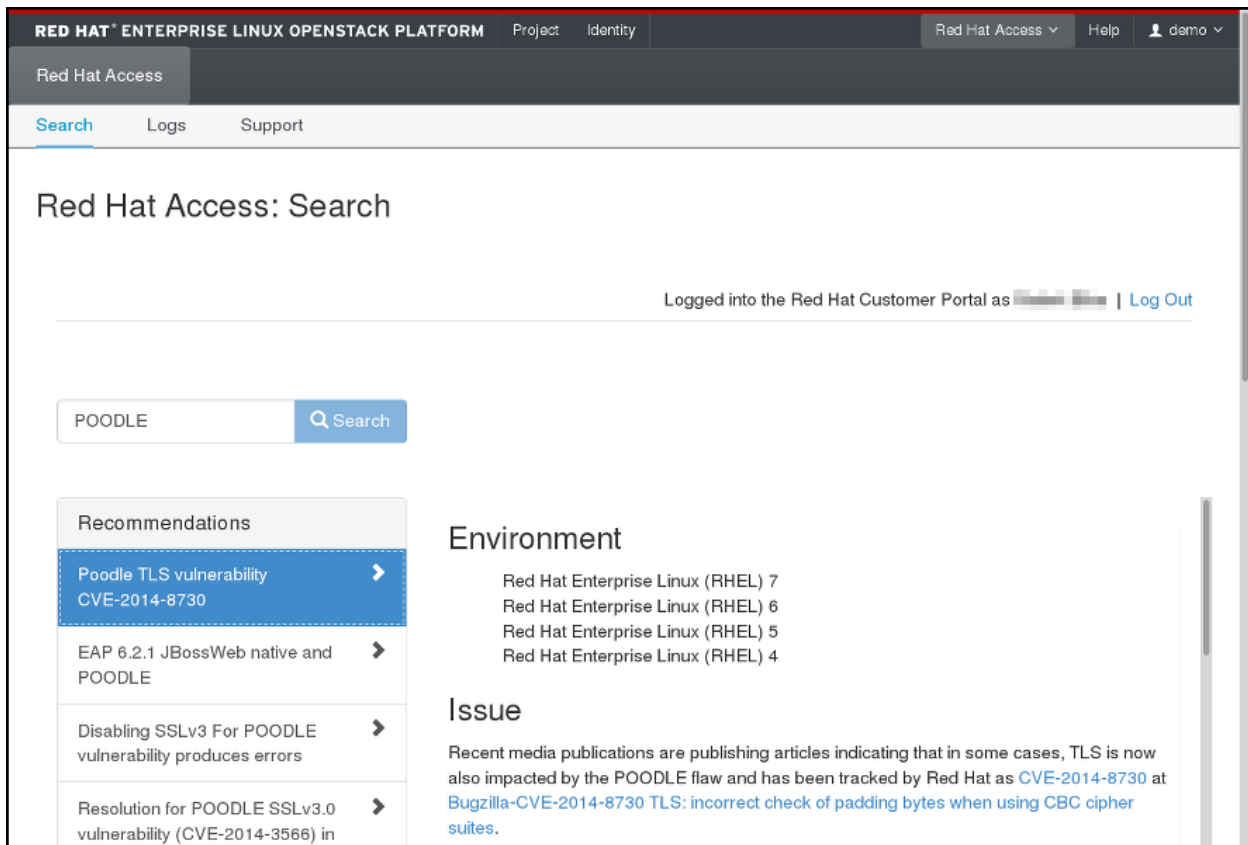 RED HAT® ENTERPRISE LINUX OPENSTACK PLATFORM Project Identity Red Hat Access Help demo
Red Hat Access
Search Logs Support
Red Hat Access: Search
Logged into the Red Hat Customer Portal as | Log Out
POODLE Search
Recommendations
Poodle TLS vulnerability
CVE-2014-8730
EAP 6.2.1 JBossWeb native and
POODLE
Disabling SSLv3 For POODLE
vulnerability produces errors
Resolution for POODLE SSLv3.0
vulnerability (CVE-2014-3566) in
Environment
Red Hat Enterprise Linux (RHEL) 7
Red Hat Enterprise Linux (RHEL) 6
Red Hat Enterprise Linux (RHEL) 5
Red Hat Enterprise Linux (RHEL) 4
Issue
Recent media publications are publishing articles indicating that in some cases, TLS is now
also impacted by the POODLE flaw and has been tracked by Red Hat as CVE-2014-8730 at
Bugzilla-CVE-2014-8730 TLS: incorrect check of padding bytes when using CBC cipher
suites.